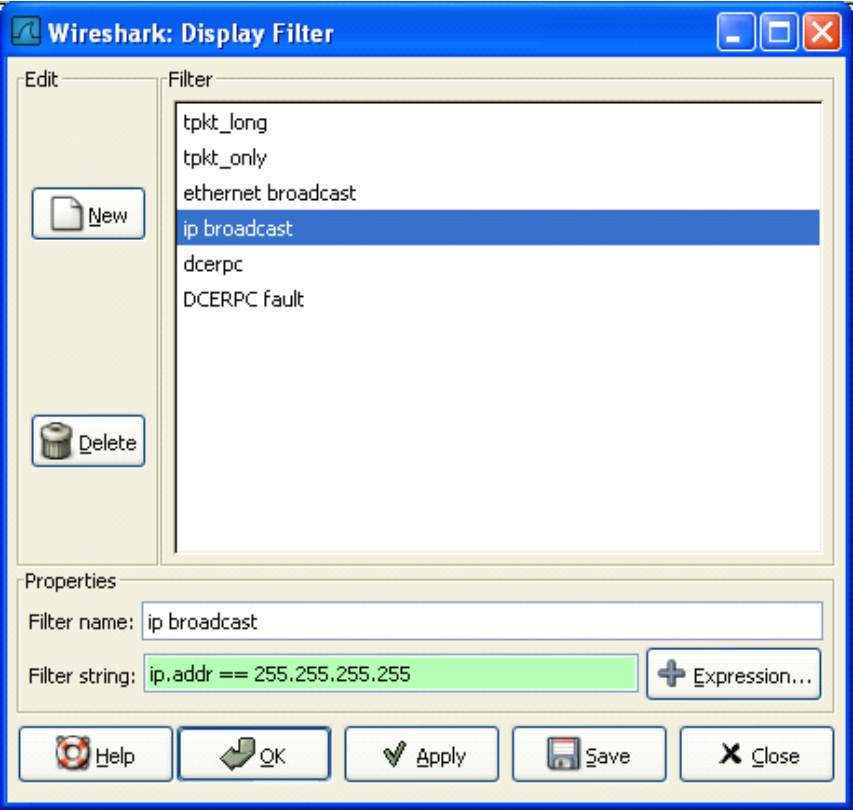 Wireshark: Display Filter
Edit
Filter
tpkt_long
tpkt_only
ethernet broadcast
ip broadcast
dcerpc
DCERPC fault
New
Delete
Properties
Filter name: ip broadcast
Filter string: ip.addr == 255.255.255.255 Expression...
Help OK Apply Save Close